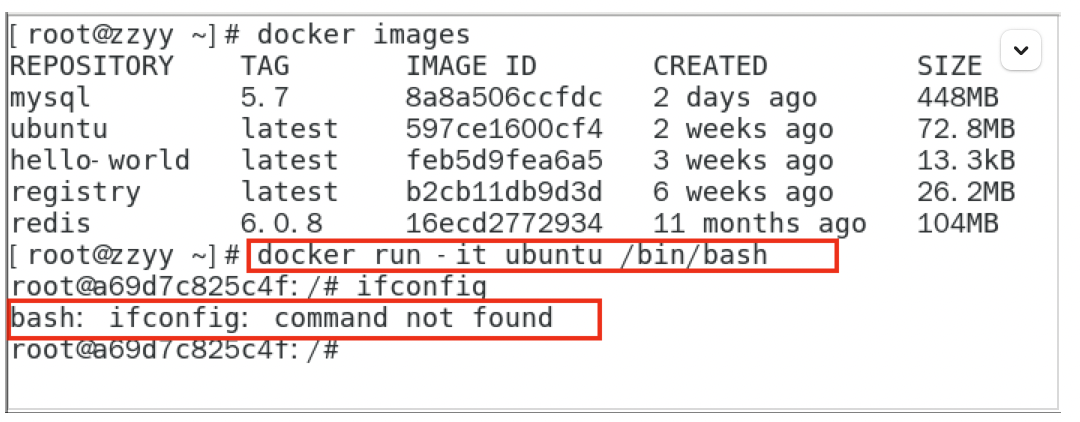 [root@zzyy ~]# docker images
REPOSITORY TAG IMAGE ID CREATED SIZE
mysql 5.7 8a8a506ccfdc 2 days ago 448MB
ubuntu latest 597ce1600cf4 2 weeks ago 72.8MB
hello-world latest feb5d9fea6a5 3 weeks ago 13.3kB
registry latest b2cb11db9d3d 6 weeks ago 26.2MB
redis 6.0.8 16ecd2772934 11 months ago 104MB
[root@zzyy ~]# docker run -it ubuntu /bin/bash
root@a69d7c825c4f:/# ifconfig
bash: ifconfig: command not found
root@a69d7c825c4f:/#